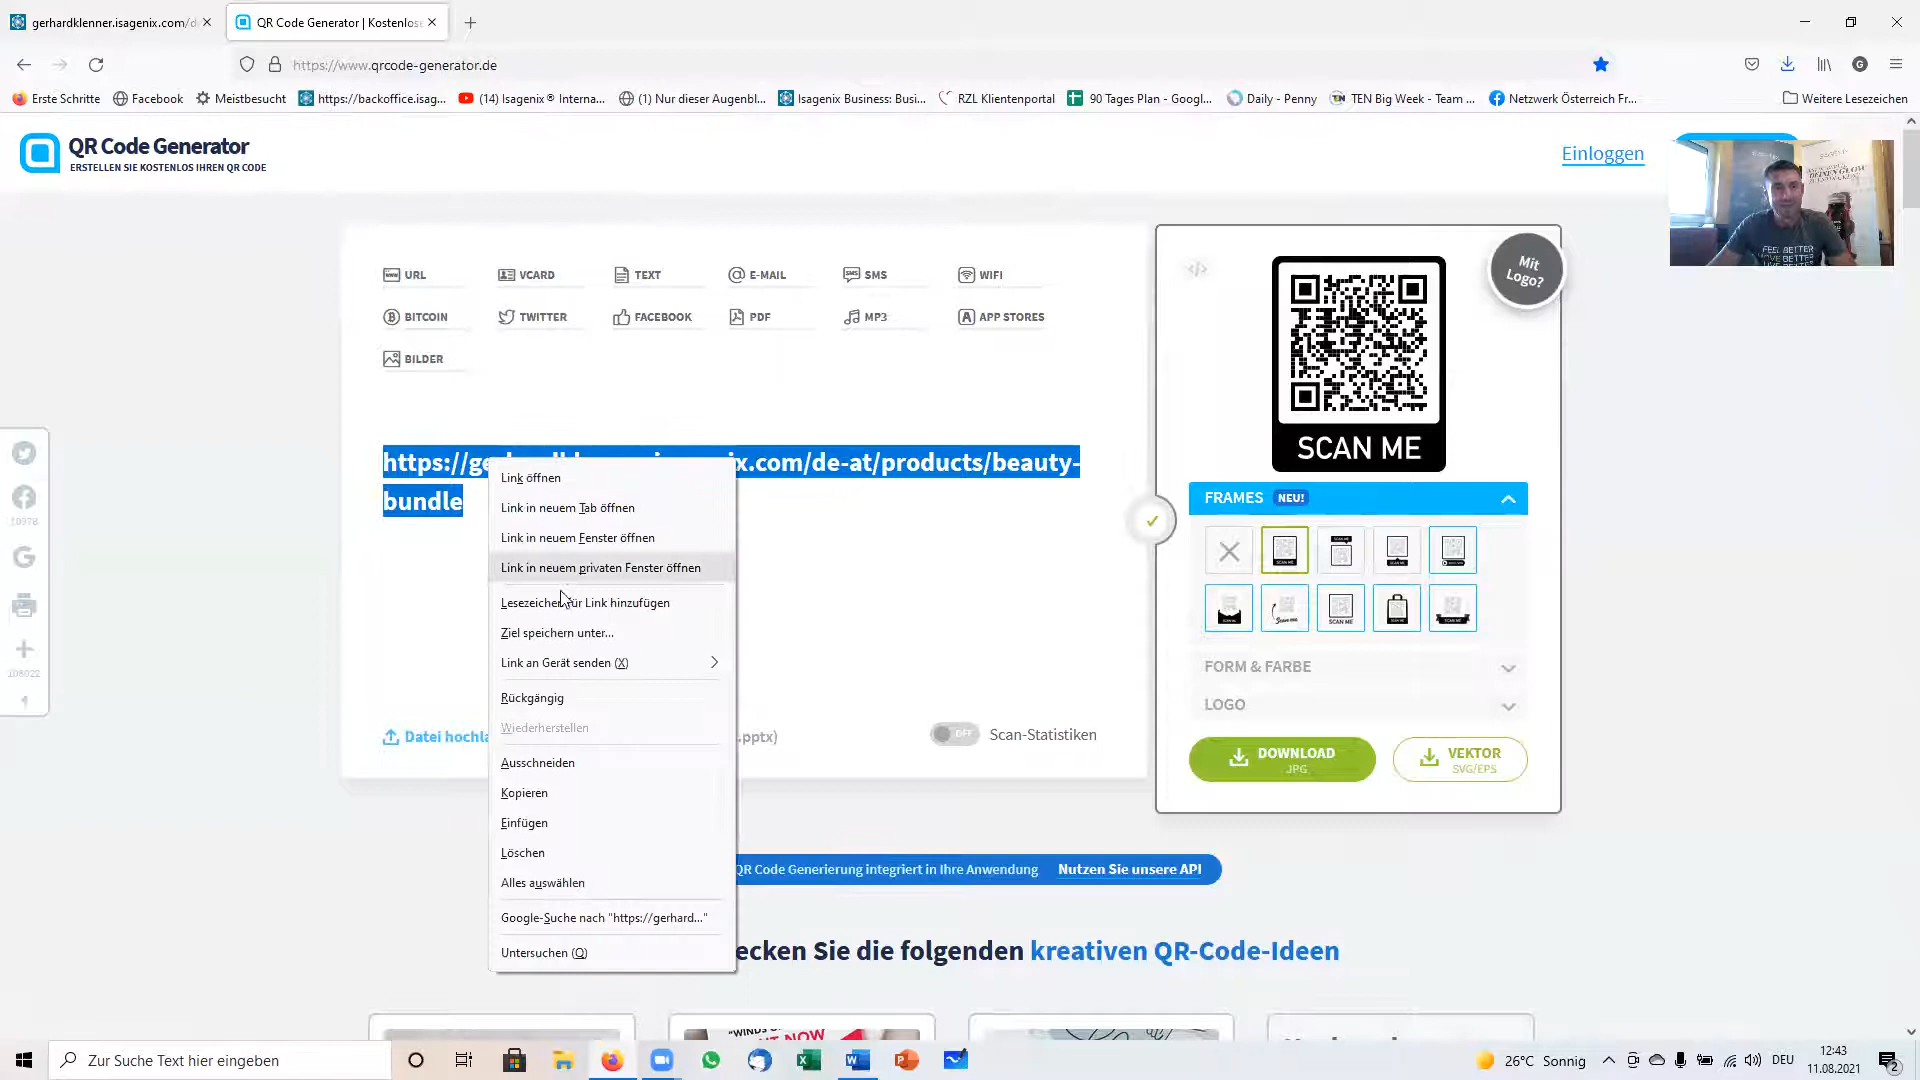 gerhardklenner.isagenix.com/d
QR Code Generator | Kostenlos
https://www.qrcode-generator.de
Erste Schritte
Facebook
Meistbesucht
https://backoffice.isag...
(14) Isagenix ® Interna...
(1) Nur dieser Augenbl...
Isagenix Business: Busi...
RZL Klientenportal
90 Tages Plan - Googl...
Daily - Penny
TEN Big Week - Team ...
Netzwerk Österreich Fr...
Weitere Lesezeichen
QR Code Generator
ERSTELLEN SIE KOSTENLOS IHREN QR CODE
Einloggen
FEEL BETTER
URL
VCARD
TEXT
E-MAIL
SMS
WIFI
BITCOIN
TWITTER
FACEBOOK
PDF
MP3
APP STORES
BILDER
Mit
Logo?
SCAN ME
https://ge
x.com/de-at/products/beauty-
bundle
Link öffnen
Link in neuem Tab öffnen
Link in neuem Fenster öffnen
Link in neuem privaten Fenster öffnen
Lesezeichen für Link hinzufügen
Ziel speichern unter...
Link an Gerät senden (X)
Rückgängig
Wiederherstellen
Ausschneiden
Kopieren
Einfügen
Löschen
Alles auswählen
Google-Suche nach "https://gerhard..."
Untersuchen (Q)
Datei hochla
.pptx)
OFF
Scan-Statistiken
FRAMES NEU!
FORM & FARBE
LOGO
DOWNLOAD
JPG
VEKTOR
SVG/EPS
10978
108022
QR Code Generierung integriert in Ihre Anwendung
Nutzen Sie unsere API
ecken Sie die folgenden kreativen QR-Code-Ideen
Zur Suche Text hier eingeben
26°C Sonnig
DEU
12:43
11.08.2021
2